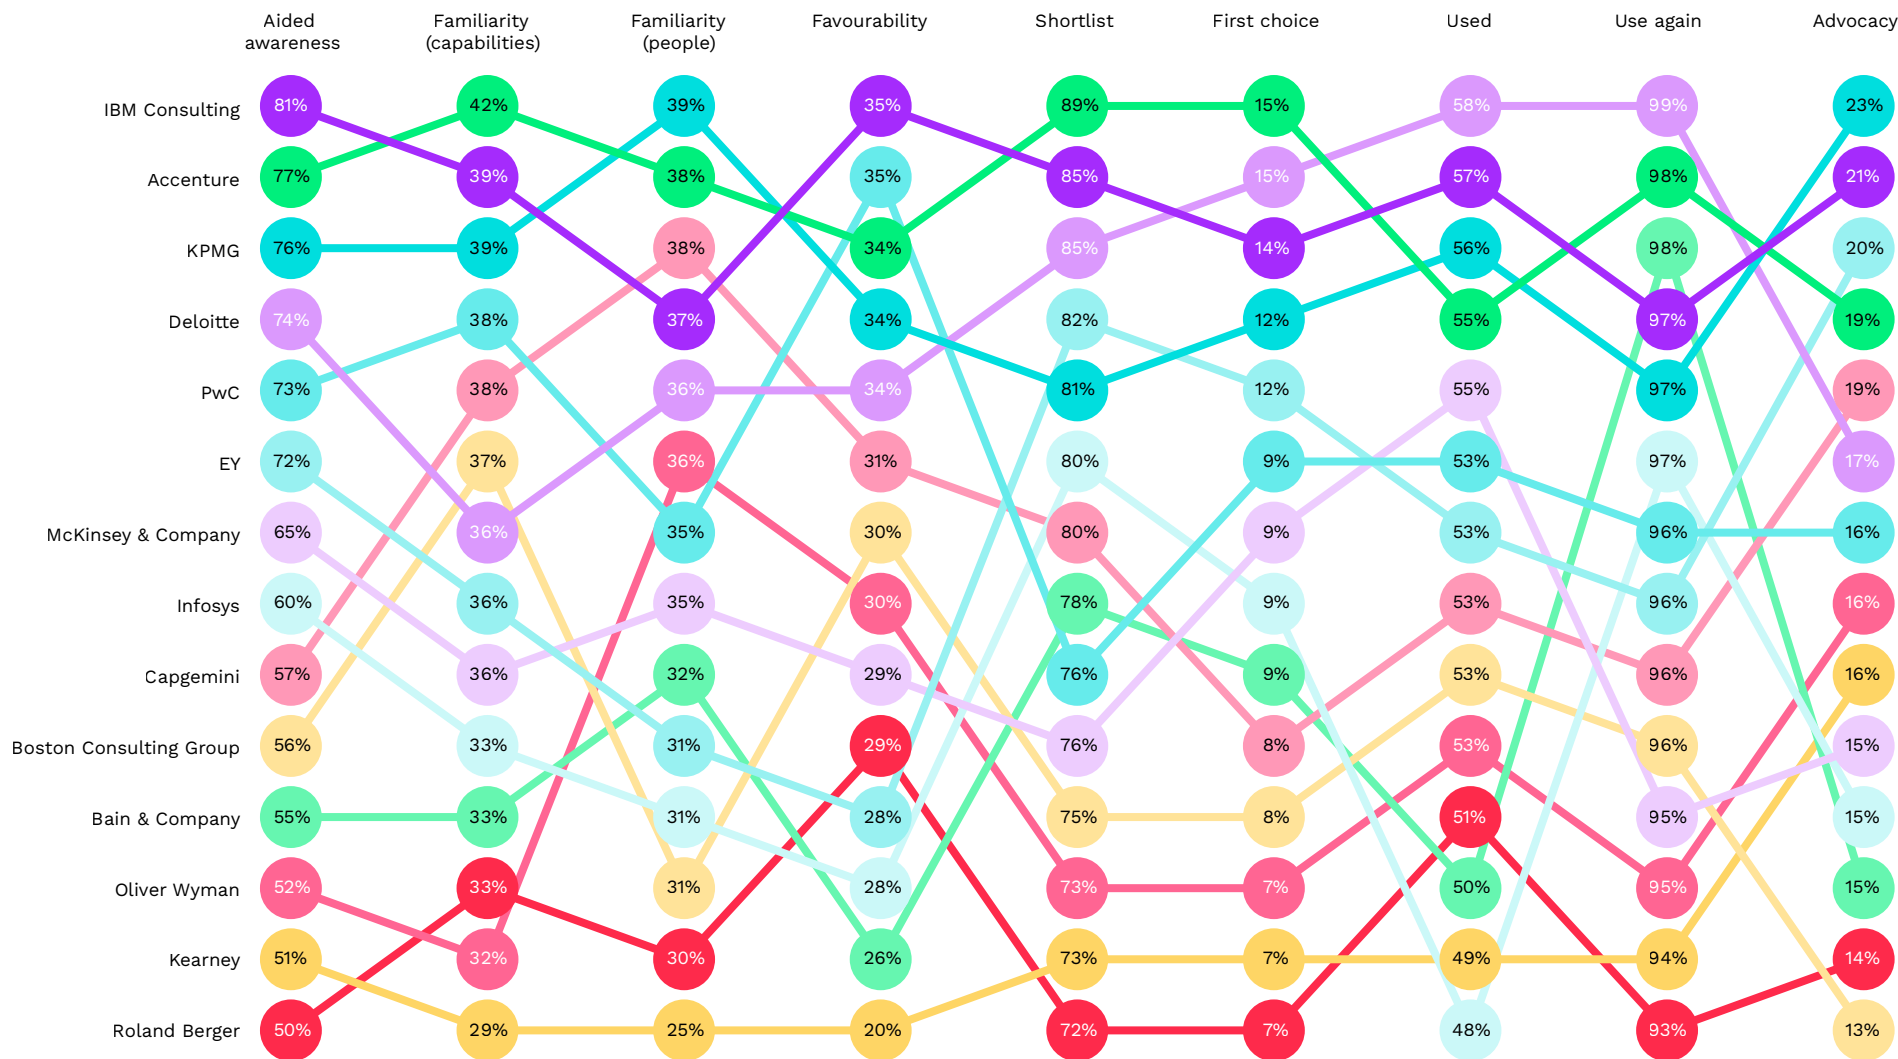 Aided
awareness
Familiarity
(capabilities)
Familiarity
(people)
Favourability
Shortlist
First choice
Used
Use again
Advocacy
IBM Consulting 81% 42% 39% 35% 89% 15% 58% 99% 23%
Accenture 77% 39% 38% 35% 85% 15% 57% 98% 21%
KPMG 76% 39% 38% 34% 85% 14% 56% 98% 20%
Deloitte 74% 38% 37% 34% 82% 12% 55% 97% 19%
PwC 73% 38% 36% 34% 81% 12% 55% 97% 19%
EY 72% 37% 36% 31% 80% 9% 53% 97% 17%
McKinsey & Company 65% 36% 35% 30% 80% 9% 53% 96% 16%
Infosys 60% 36% 35% 30% 78% 9% 53% 96% 16%
Capgemini 57% 36% 32% 29% 76% 9% 53% 96% 16%
Boston Consulting Group 56% 33% 31% 29% 76% 8% 53% 96% 15%
Bain & Company 55% 33% 31% 28% 75% 8% 51% 95% 15%
Oliver Wyman 52% 33% 31% 28% 73% 7% 50% 95% 15%
Kearney 51% 32% 30% 26% 73% 7% 49% 94% 14%
Roland Berger 50% 29% 25% 20% 72% 7% 48% 93% 13%